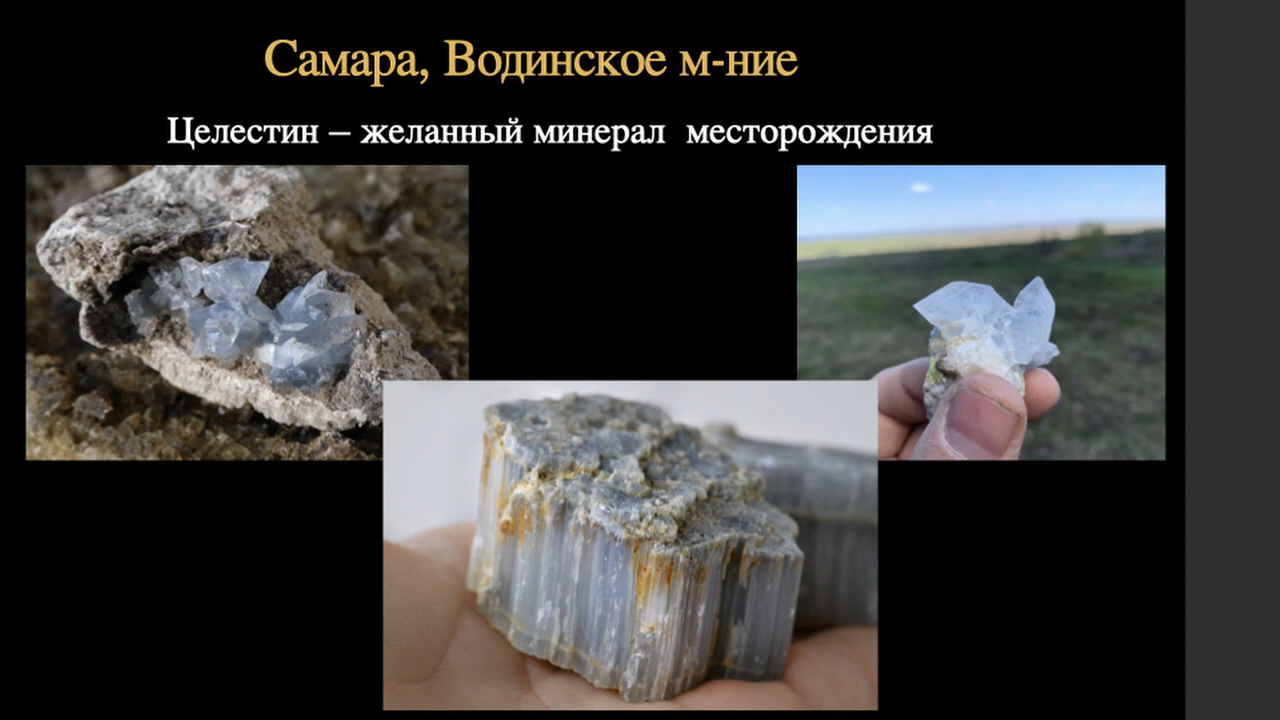 Самара, Водинское м-ние
Целестин – желанный минерал месторождения